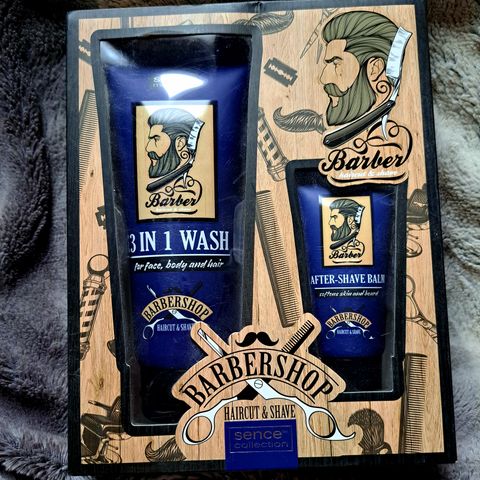 Barber
haircut & shave
Barber
3 IN 1 WASH
for face, body and hair
BARBERSHOP
HAIRCUT & SHAVE
Barber
AFTER-SHAVE BALM
softens skin and beard
BARBERSHOP
HAIRCUT & SHAVE
BARBERSHOP
HAIRCUT & SHAVE
sence™
collection